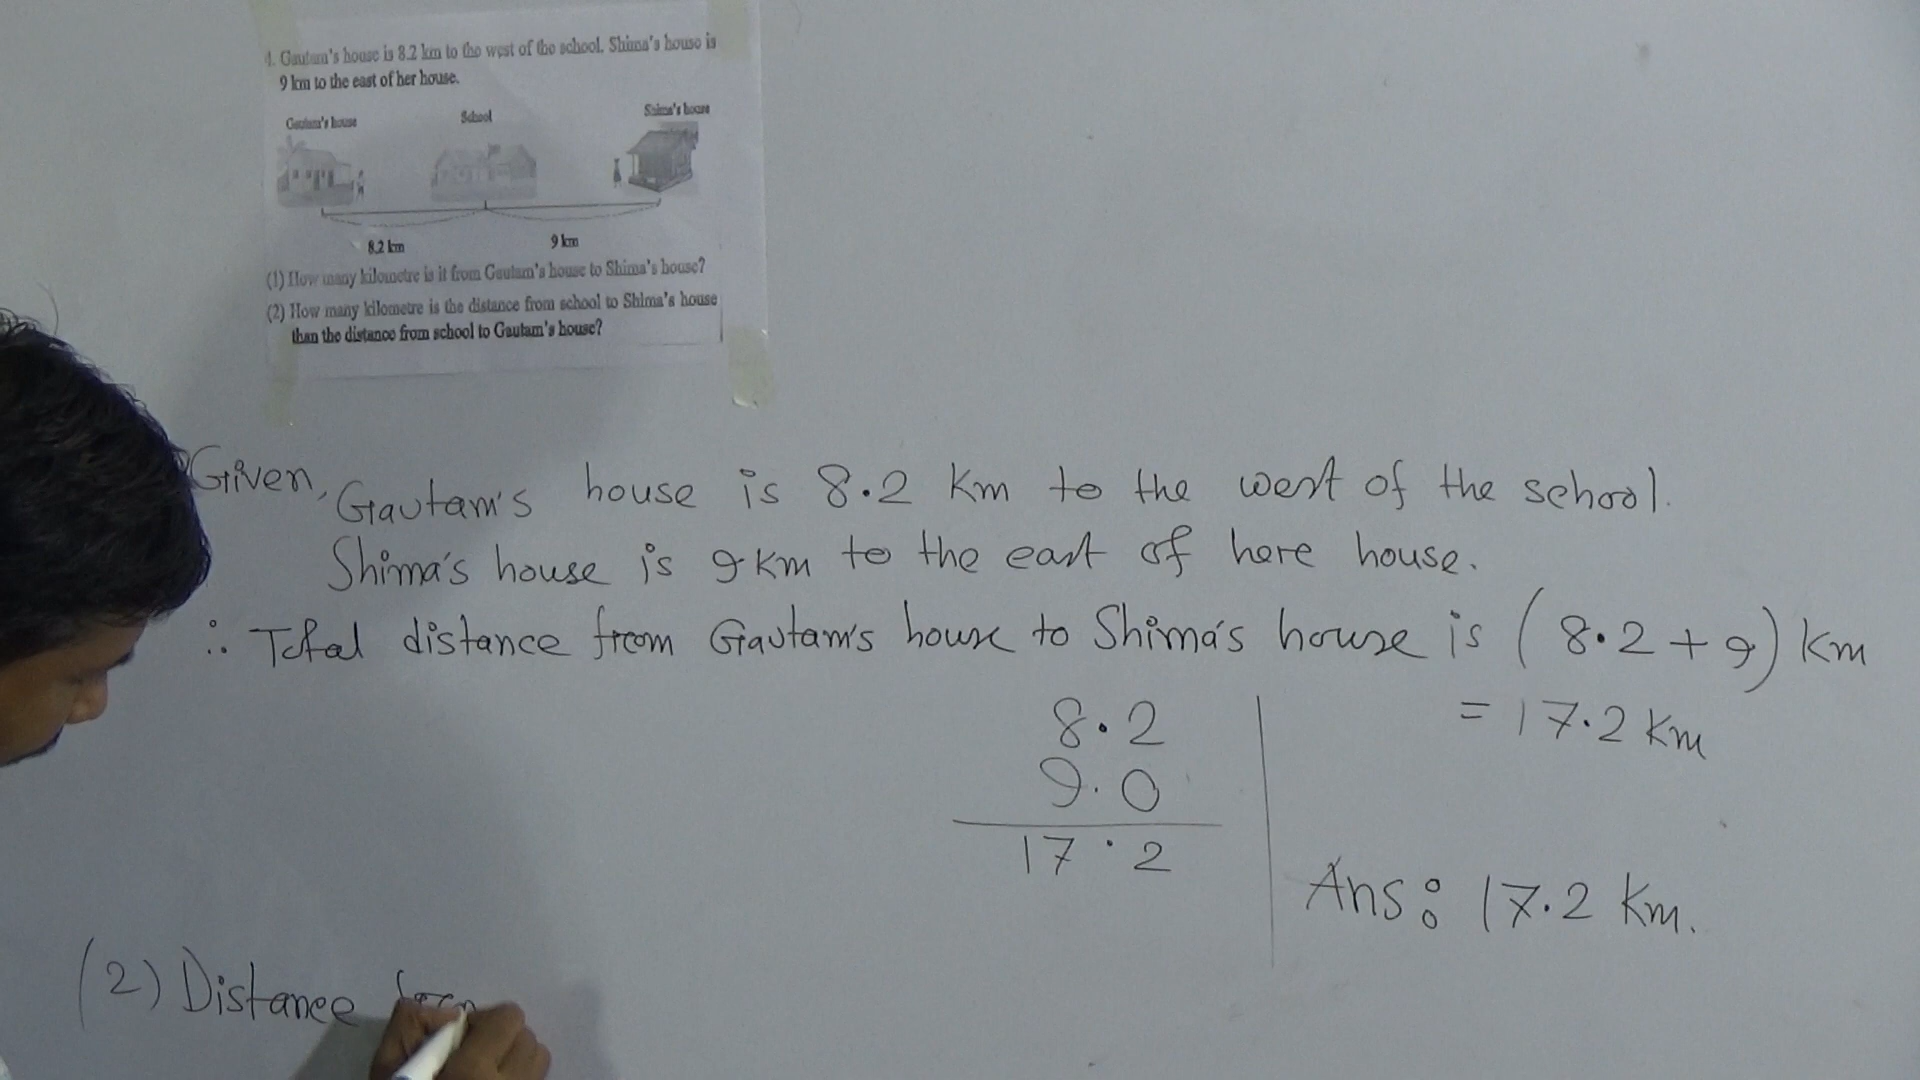 4. Gautam's house is 8.2 km to the west of the school. Shima's house is
9 km to the east of her house.
Gautam's house School Shima's house
8.2 km 9 km
(1) How many kilometre is it from Gautam's house to Shima's house?
(2) How many kilometre is the distance from school to Shima's house
than the distance from school to Gautam's house?
Given, Gautam's house is 8.2 Km to the west of the school.
Shima's house is 9 Km to the east of here house.
∴ Total distance from Gautam's house to Shima's house is (8.2 + 9) Km
= 17.2 Km
8.2
9.0
17.2
Ans: 17.2 Km.
(2) Distance